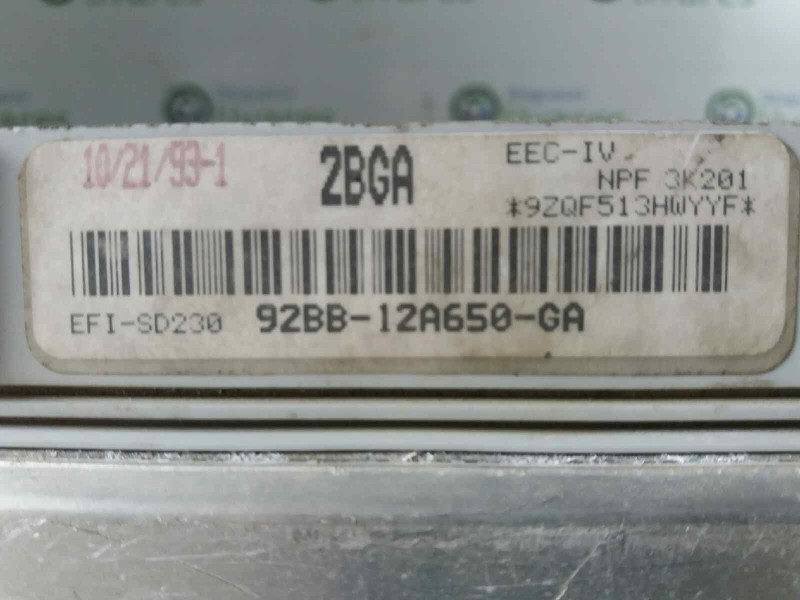 10/21/93-1
2BGA
EEC-IV
NPF 3K201
*9ZQF513HWYYF*
EFI-SD230
92BB-12A650-GA